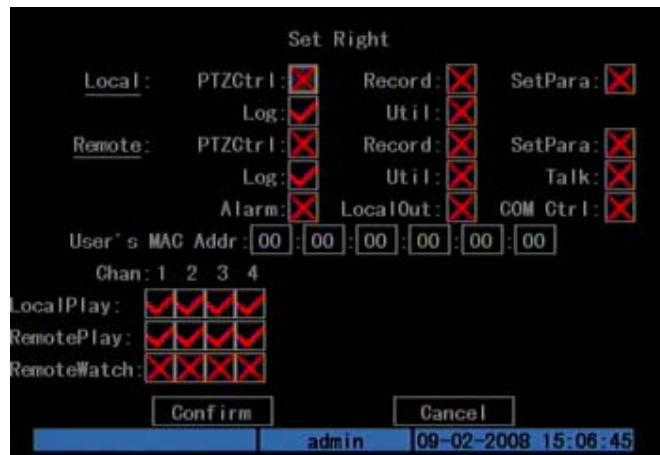 Set Right
Local: PTZCtrl: Record: SetPara:
Log: Util:
Remote: PTZCtrl: Record: SetPara:
Log: Util: Talk:
Alarm: LocalOut: COM Ctrl:
User's MAC Addr: 00 : 00 : 00 : 00 : 00 : 00
Chan: 1 2 3 4
LocalPlay:
RemotePlay:
RemoteWatch:
Confirm Cancel
admin 09-02-2008 15:06:45